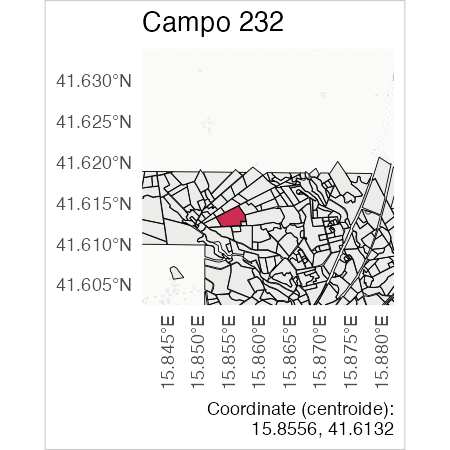 Campo 232
41.630°N
41.625°N
41.620°N
41.615°N
41.610°N
41.605°N
15.845°E
15.850°E
15.855°E
15.860°E
15.865°E
15.870°E
15.875°E
15.880°E
Coordinate (centroide):
15.8556, 41.6132